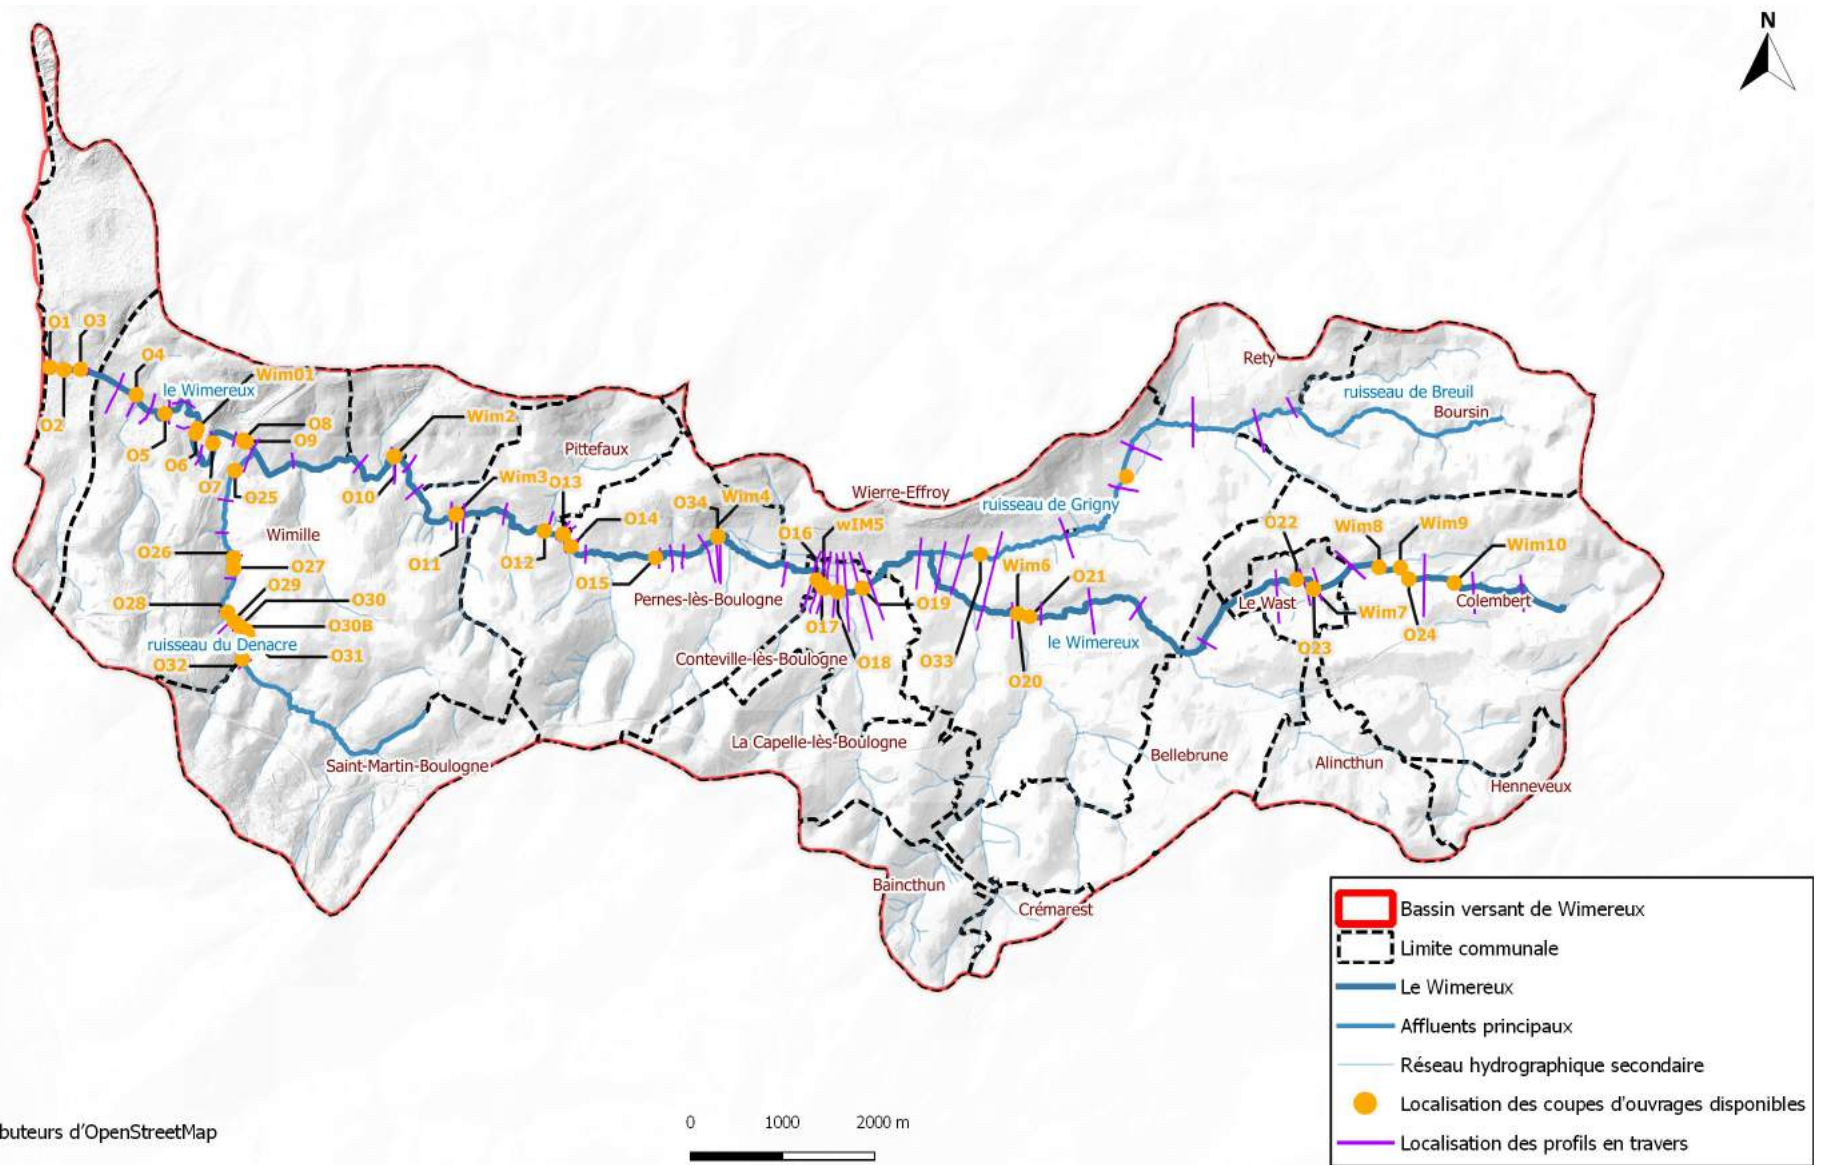 N
O1
O3
O4
le Wimereux
Wim01
O2
O5
O6
O7
O8
O9
O25
O10
Wim2
Pittefaux
Wim3
O13
O14
O34
Wim4
Wierre-Effroy
Rety
ruisseau de Breuil
Boursin
ruisseau de Grigny
O16
wIM5
O22
Wim8
Wim9
Wim10
Wimille
O26
O27
O11
O12
O15
Wim6
O21
O28
O29
O30
O30B
Pernes-lès-Boulogne
O19
O17
Le Wast
Wim7
Colembert
O24
ruisseau du Denacre
O31
O32
Conteville-lès-Boulogne
O18
O33
le Wimereux
O23
O20
La Capelle-lès-Boulogne
Bellebrune
Alincthun
Saint-Martin-Boulogne
Henneveux
Baincthun
Crémarest
Bassin versant de Wimereux
Limite communale
Le Wimereux
Affluents principaux
Réseau hydrographique secondaire
Localisation des coupes d'ouvrages disponibles
Localisation des profils en travers
0 1000 2000 m
buteurs d'OpenStreetMap